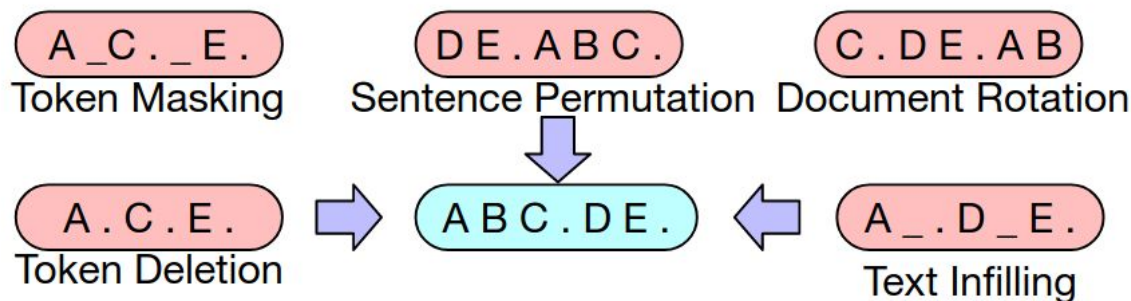 A _ C . _ E .
Token Masking
D E . A B C .
Sentence Permutation
C . D E . A B
Document Rotation
A . C . E .
Token Deletion
A B C . D E .
A _ . D _ E .
Text Infilling